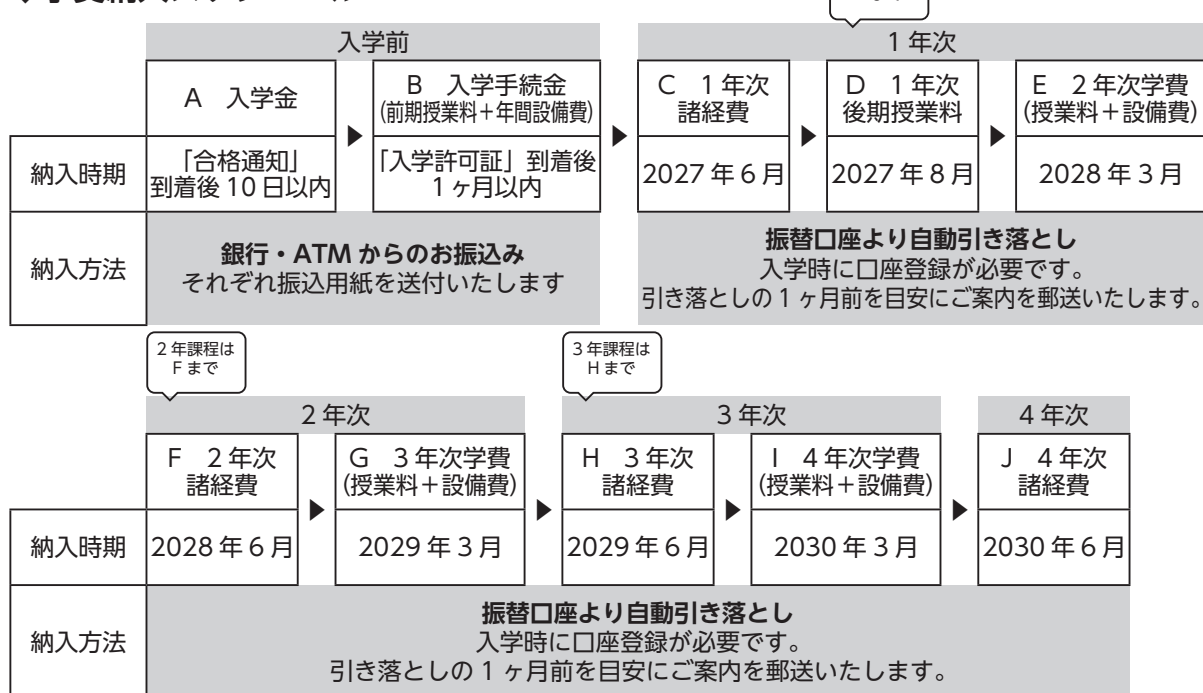 入学前
1年次
A 入学金
B 入学手続金
(前期授業料+年間設備費)
C 1年次
諸経費
D 1年次
後期授業料
E 2年次学費
(授業料+設備費)
納入時期
「合格通知」
到着後10日以内
「入学許可証」到着後
1ヶ月以内
2027年6月
2027年8月
2028年3月
納入方法
銀行・ATMからのお振込み
それぞれ振込用紙を送付いたします
振替口座より自動引き落とし
入学時に口座登録が必要です。
引き落としの1ヶ月前を目安にご案内を郵送いたします。
2年課程は
Fまで
3年課程は
Hまで
2年次
3年次
4年次
F 2年次
諸経費
G 3年次学費
(授業料+設備費)
H 3年次
諸経費
I 4年次学費
(授業料+設備費)
J 4年次
諸経費
納入時期
2028年6月
2029年3月
2029年6月
2030年3月
2030年6月
納入方法
振替口座より自動引き落とし
入学時に口座登録が必要です。
引き落としの1ヶ月前を目安にご案内を郵送いたします。